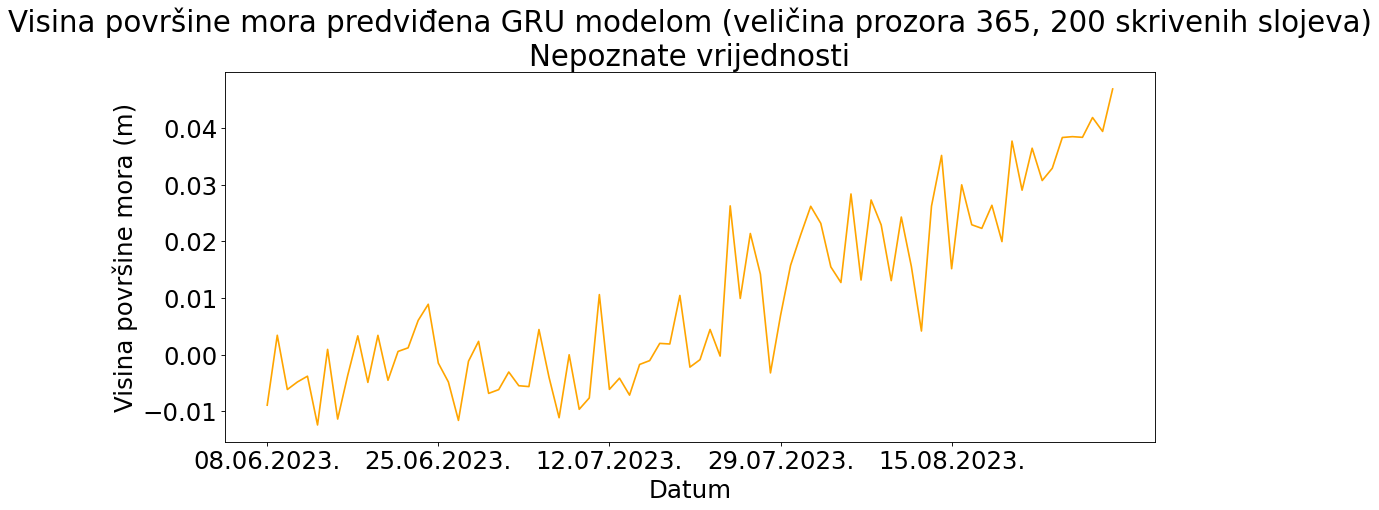 Visina površine mora predviđena GRU modelom (veličina prozora 365, 200 skrivenih slojeva)
Nepoznate vrijednosti
Visina površine mora (m)
0.04
0.03
0.02
0.01
0.00
−0.01
08.06.2023. 25.06.2023. 12.07.2023. 29.07.2023. 15.08.2023.
Datum